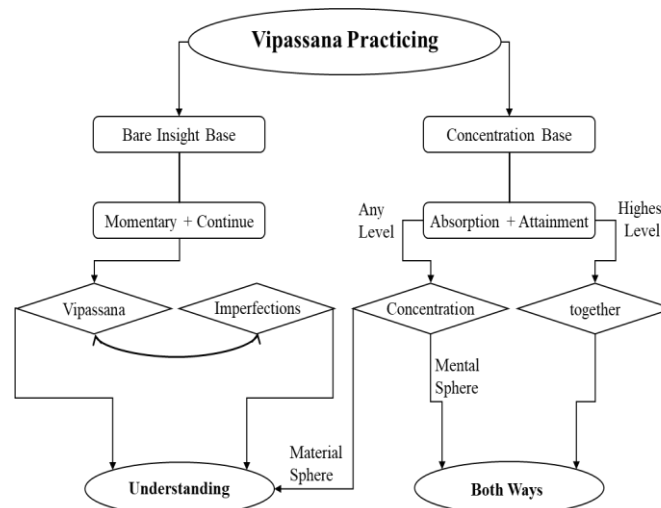 Vipassana Practicing
Bare Insight Base
Concentration Base
Momentary + Continue
Any
Level
Absorption + Attainment
Highest
Level
Vipassana
Imperfections
Concentration
together
Mental
Sphere
Material
Sphere
Understanding
Both Ways